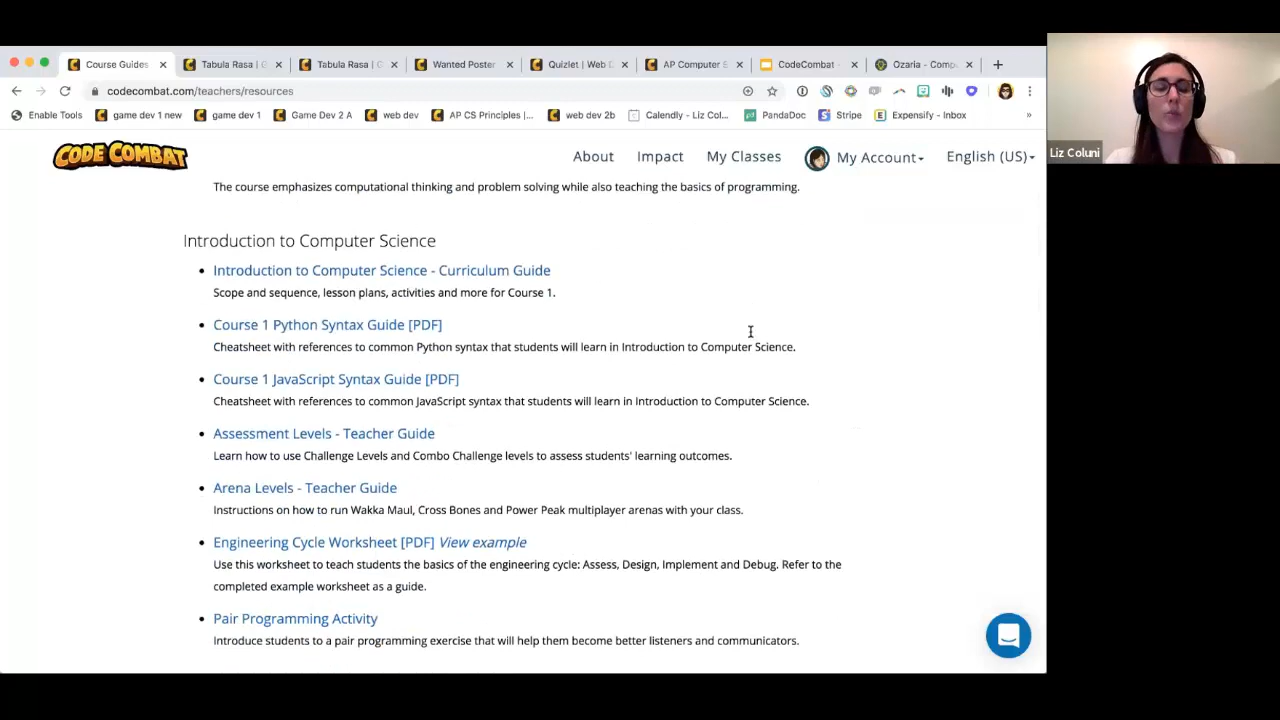 Course Guides
Tabula Rasa | G
Tabula Rasa | G
Wanted Poster
Quizlet | Web D
AP Computer S
CodeCombat -
Ozaria - Comp
codecombat.com/teachers/resources
Enable Tools
game dev 1 new
game dev 1
Game Dev 2 A
web dev
AP CS Principles |...
web dev 2b
Calendly - Liz Col...
PandaDoc
Stripe
Expensify - Inbox
»
CODE COMBAT
About
Impact
My Classes
My Account
English (US)
Liz Coluni
The course emphasizes computational thinking and problem solving while also teaching the basics of programming.
Introduction to Computer Science
• Introduction to Computer Science - Curriculum Guide
Scope and sequence, lesson plans, activities and more for Course 1.
• Course 1 Python Syntax Guide [PDF]
Cheatsheet with references to common Python syntax that students will learn in Introduction to Computer Science.
• Course 1 JavaScript Syntax Guide [PDF]
Cheatsheet with references to common JavaScript syntax that students will learn in Introduction to Computer Science.
• Assessment Levels - Teacher Guide
Learn how to use Challenge Levels and Combo Challenge levels to assess students' learning outcomes.
• Arena Levels - Teacher Guide
Instructions on how to run Wakka Maul, Cross Bones and Power Peak multiplayer arenas with your class.
• Engineering Cycle Worksheet [PDF] View example
Use this worksheet to teach students the basics of the engineering cycle: Assess, Design, Implement and Debug. Refer to the
completed example worksheet as a guide.
• Pair Programming Activity
Introduce students to a pair programming exercise that will help them become better listeners and communicators.